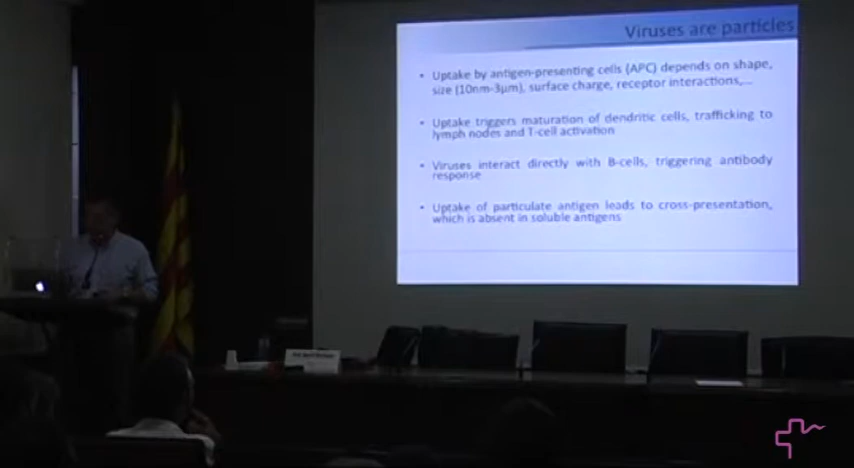 Viruses are particles
• Uptake by antigen-presenting cells (APC) depends on shape,
size (10nm-3µm), surface charge, receptor interactions,...
• Uptake triggers maturation of dendritic cells, trafficking to
lymph nodes and T-cell activation
• Viruses interact directly with B-cells, triggering antibody
response
• Uptake of particulate antigen leads to cross-presentation,
which is absent in soluble antigens